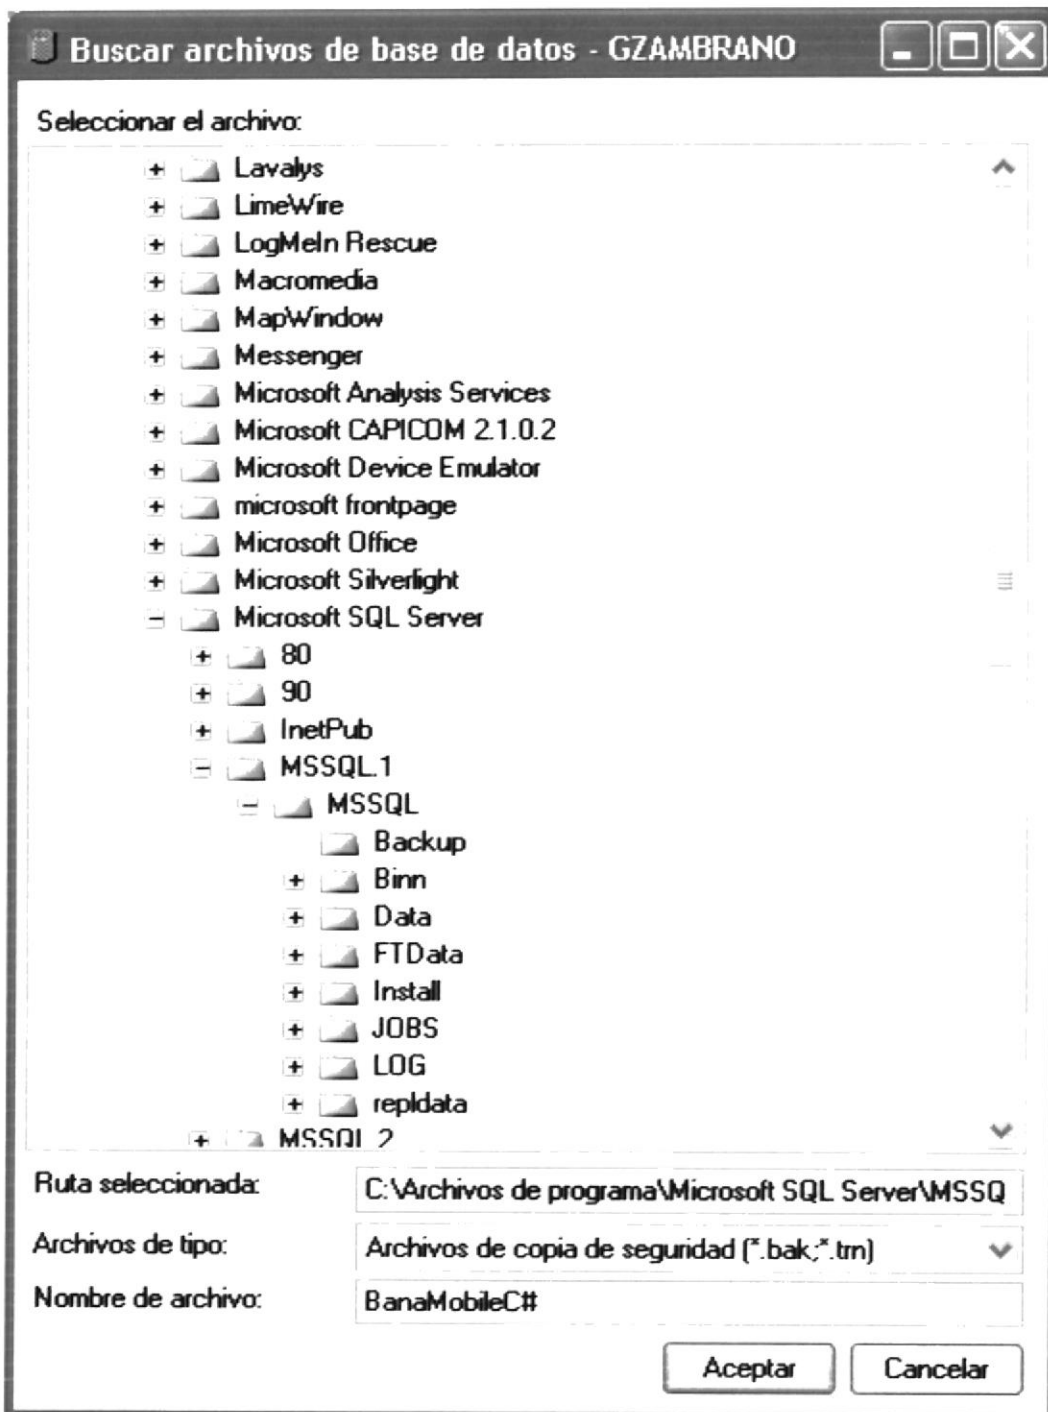 Buscar archivos de base de datos - GZAMBRANO
Seleccionar el archivo:
Lavalys
LimeWire
LogMeIn Rescue
Macromedia
MapWindow
Messenger
Microsoft Analysis Services
Microsoft CAPICOM 2.1.0.2
Microsoft Device Emulator
microsoft frontpage
Microsoft Office
Microsoft Silverlight
Microsoft SQL Server
80
90
InetPub
MSSQL.1
MSSQL
Backup
Binn
Data
FTData
Install
JOBS
LOG
repldata
MSSQL.2
Ruta seleccionada: C:\Archivos de programa\Microsoft SQL Server\MSSQ
Archivos de tipo: Archivos de copia de seguridad (*.bak;*.trn)
Nombre de archivo: BanaMobileC#
Aceptar Cancelar